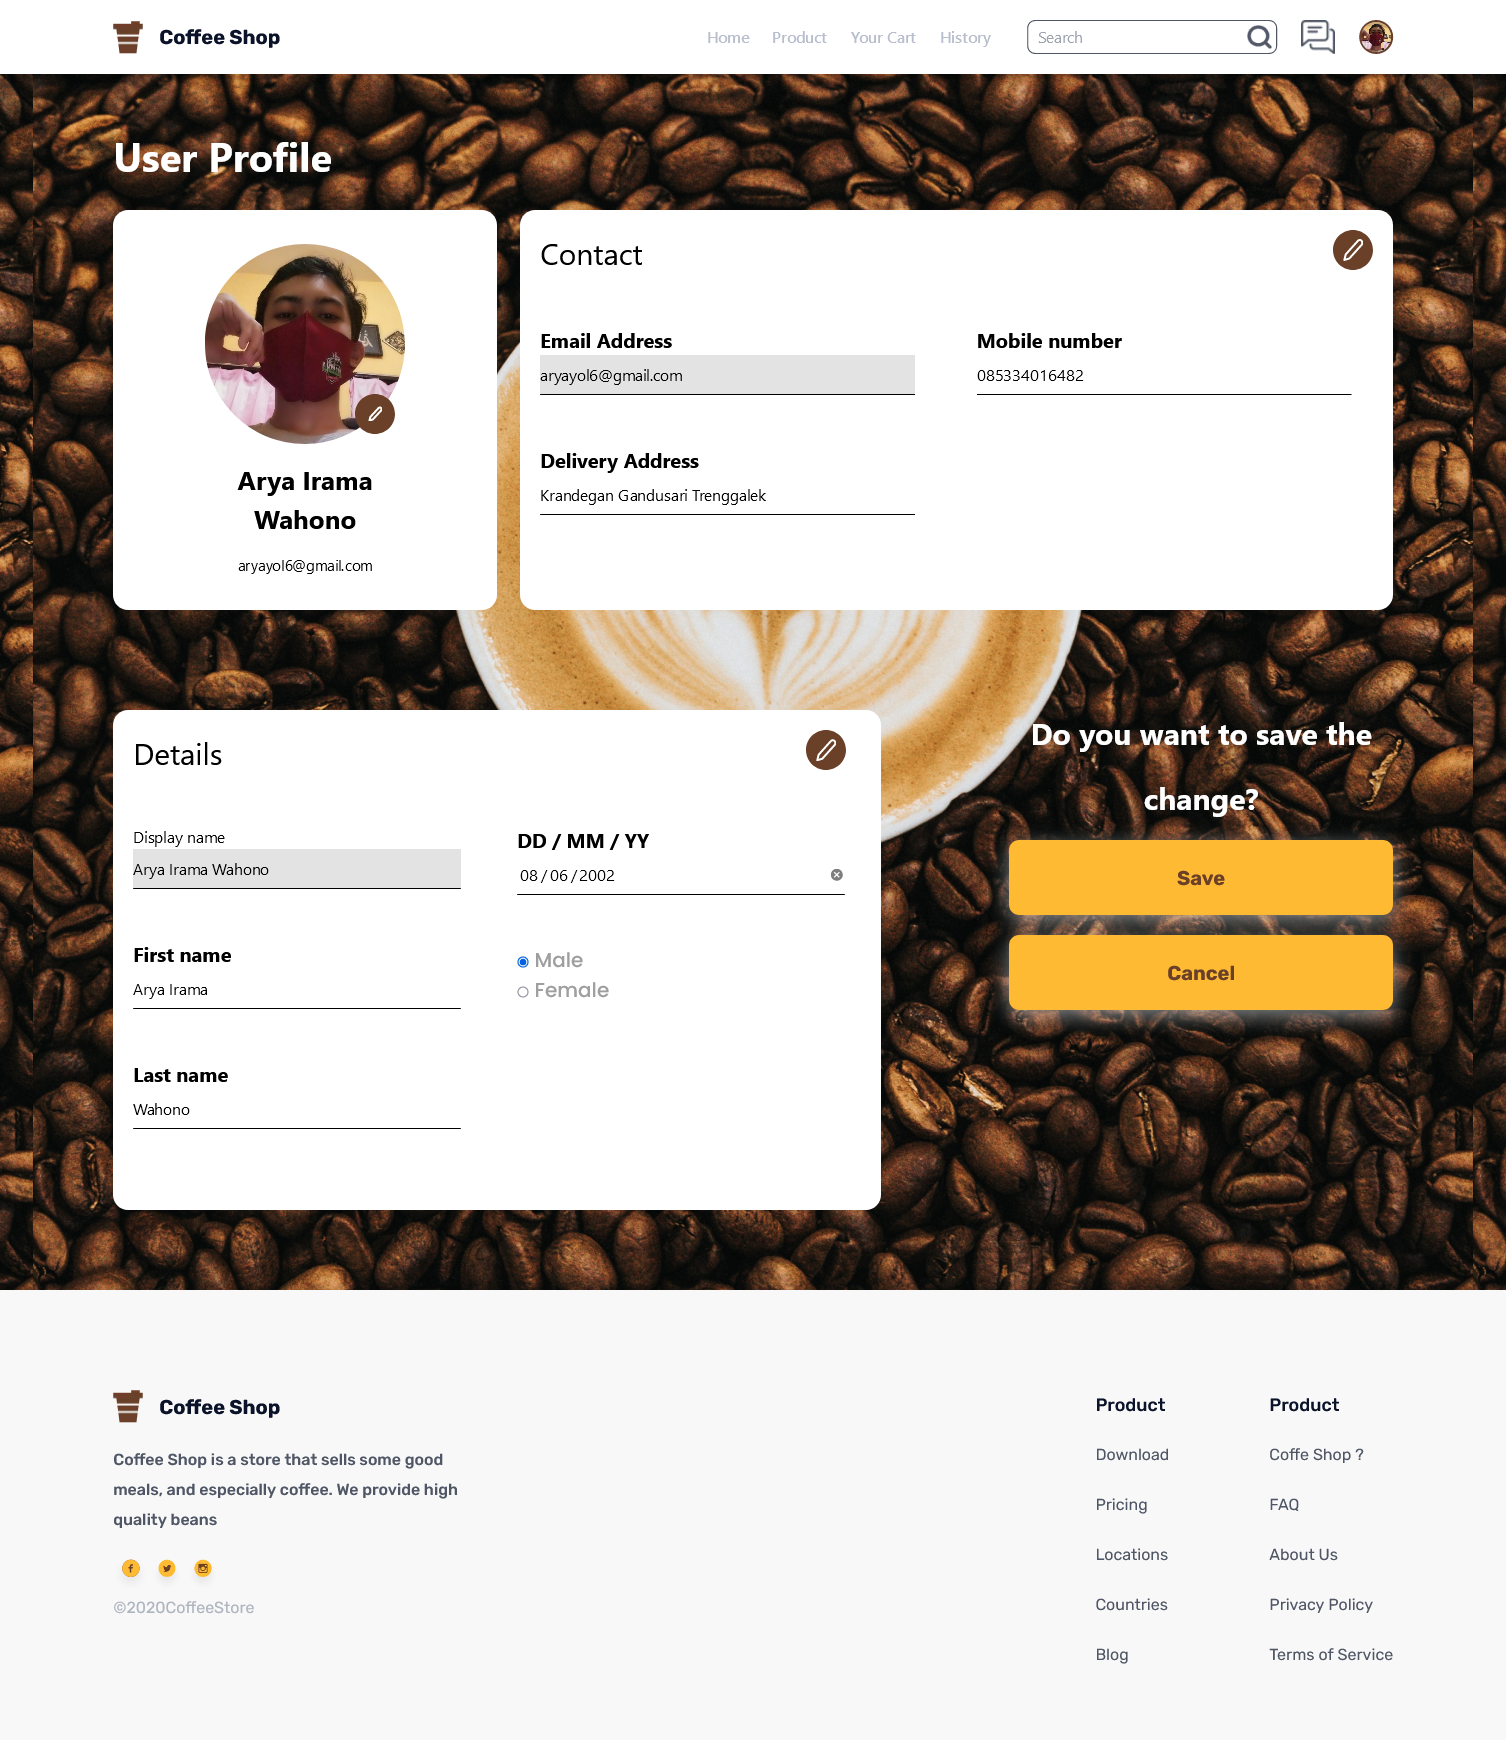 Coffee Shop
Home Product Your Cart History Search
User Profile
Arya Irama
Wahono
aryayol6@gmail.com
Contact
Email Address
aryayol6@gmail.com
Mobile number
085334016482
Delivery Address
Krandegan Gandusari Trenggalek
Details
Display name
Arya Irama Wahono
DD / MM / YY
08/06/2002
First name
Arya Irama
Male
Female
Last name
Wahono
Do you want to save the
change?
Save
Cancel
Coffee Shop
Coffee Shop is a store that sells some good
meals, and especially coffee. We provide high
quality beans
©2020CoffeeStore
Product
Download
Pricing
Locations
Countries
Blog
Product
Coffe Shop ?
FAQ
About Us
Privacy Policy
Terms of Service